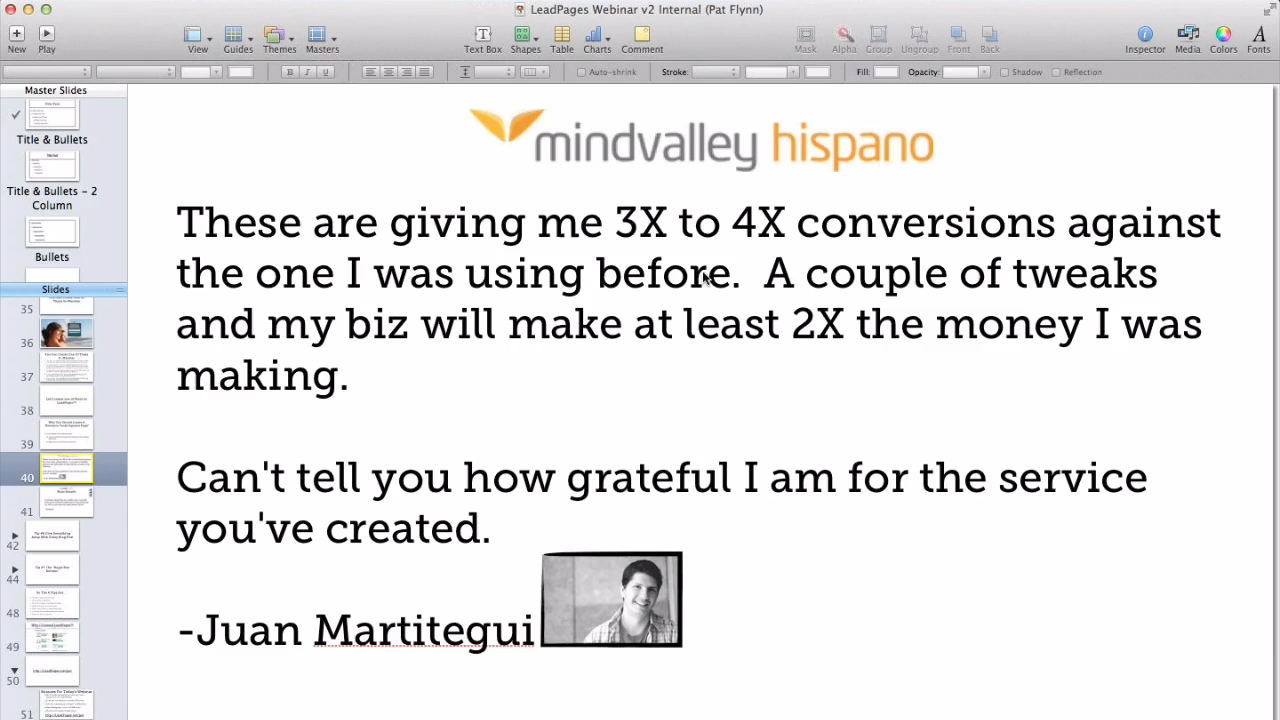 LeadPages Webinar v2 Internal (Pat Flynn)
New Play View Guides Themes Masters Text Box Shapes Table Charts Comment Mask Alpha Group Ungroup Front Back Inspector Media Colors Fonts
B I U Auto-shrink Stroke: Fill: Opacity: Shadow Reflection
Master Slides
Title & Bullets
Title & Bullets – 2
Column
Bullets
Slides
35
36
37
38
39
40
41
42
44
48
49
50
51
mindvalley hispano
These are giving me 3X to 4X conversions against
the one I was using before. A couple of tweaks
and my biz will make at least 2X the money I was
making.
Can't tell you how grateful I am for the service
you've created.
-Juan Martitegui